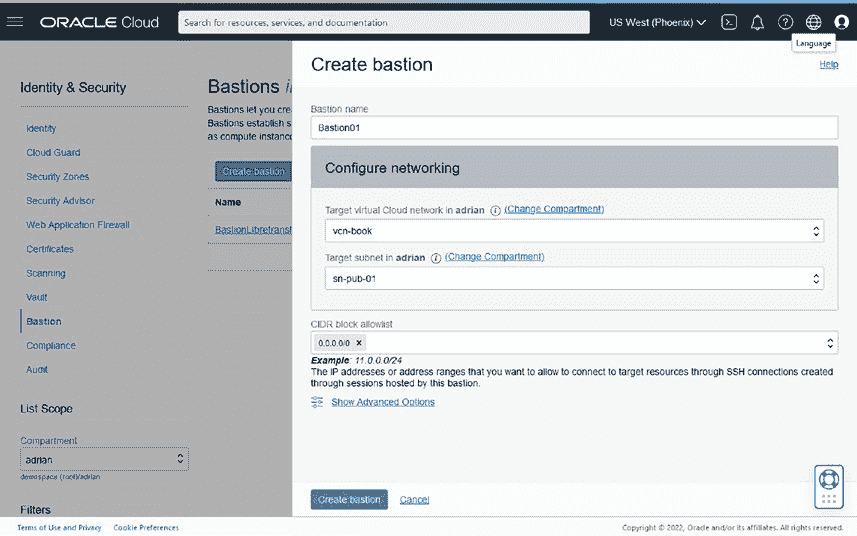 ORACLE Cloud
Search for resources, services, and documentation
US West (Phoenix)
Language
Identity & Security
Identity
Cloud Guard
Security Zones
Security Advisor
Web Application Firewall
Certificates
Scanning
Vault
Bastion
Compliance
Audit
List Scope
Compartment
adrian
demospace (root)/adrian
Filters
Bastions
Bastions let you
Bastions establish
as compute
Create bastion
Name
Create bastion
Help
Bastion name
Bastion01
Configure networking
Target virtual Cloud network in adrian (Change Compartment)
vcn-book
Target subnet in adrian (Change Compartment)
sn-pub-01
CIDR block allowlist
0.0.0.0/0 ×
Example: 11.0.0.0/24
The IP addresses or address ranges that you want to allow to connect to target resources through SSH connections created
through sessions hosted by this bastion.
Show Advanced Options
Create bastion
Cancel
Terms of Use and Privacy
Cookie Preferences
Copyright © 2022, Oracle and/or its affiliates. All rights reserved.